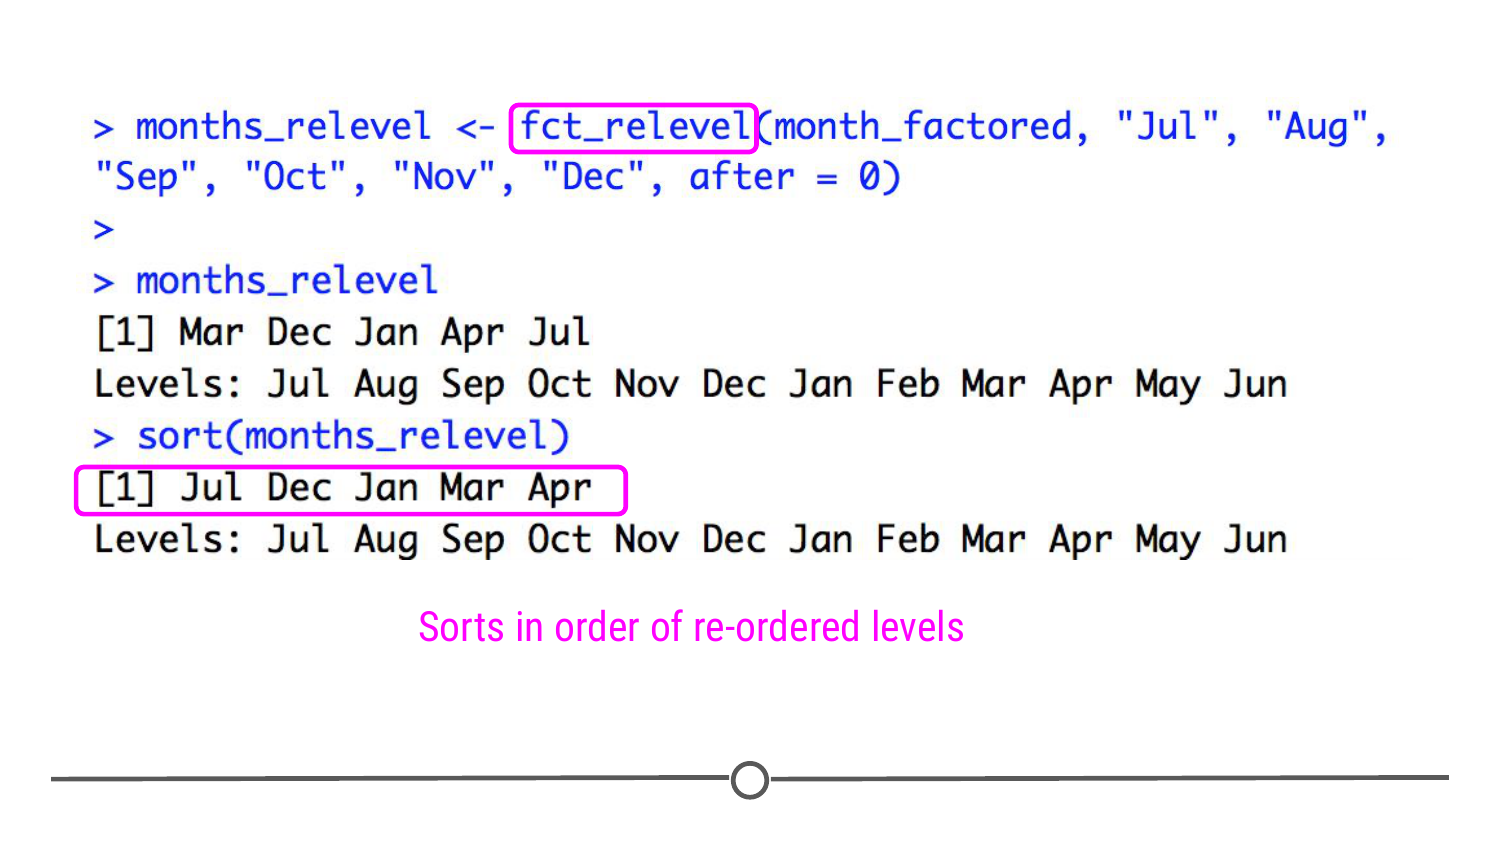 > months_relevel <- fct_relevel(month_factored, "Jul", "Aug",
"Sep", "Oct", "Nov", "Dec", after = 0)
>
> months_relevel
[1] Mar Dec Jan Apr Jul
Levels: Jul Aug Sep Oct Nov Dec Jan Feb Mar Apr May Jun
> sort(months_relevel)
[1] Jul Dec Jan Mar Apr
Levels: Jul Aug Sep Oct Nov Dec Jan Feb Mar Apr May Jun
Sorts in order of re-ordered levels